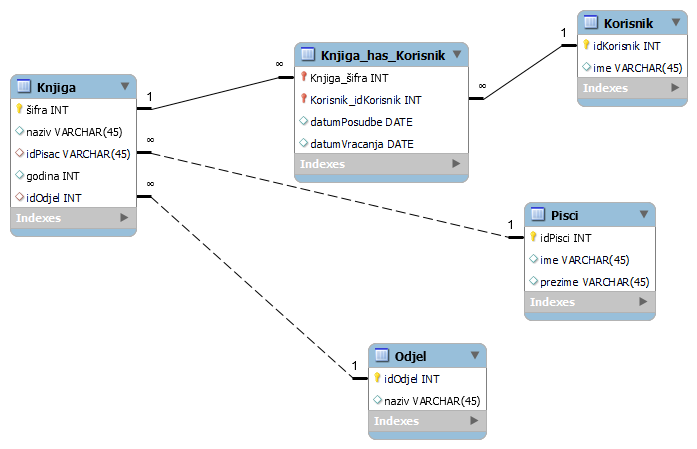 Knjiga
šifra INT
naziv VARCHAR(45)
idPisac VARCHAR(45)
godina INT
idOdjel INT
Indexes
1
∞
∞
∞
Knjiga_has_Korisnik
Knjiga_šifra INT
Korisnik_idKorisnik INT
datumPosudbe DATE
datumVracanja DATE
Indexes
∞
1
Korisnik
idKorisnik INT
ime VARCHAR(45)
Indexes
1
Pisci
idPisci INT
ime VARCHAR(45)
prezime VARCHAR(45)
Indexes
1
Odjel
idOdjel INT
naziv VARCHAR(45)
Indexes